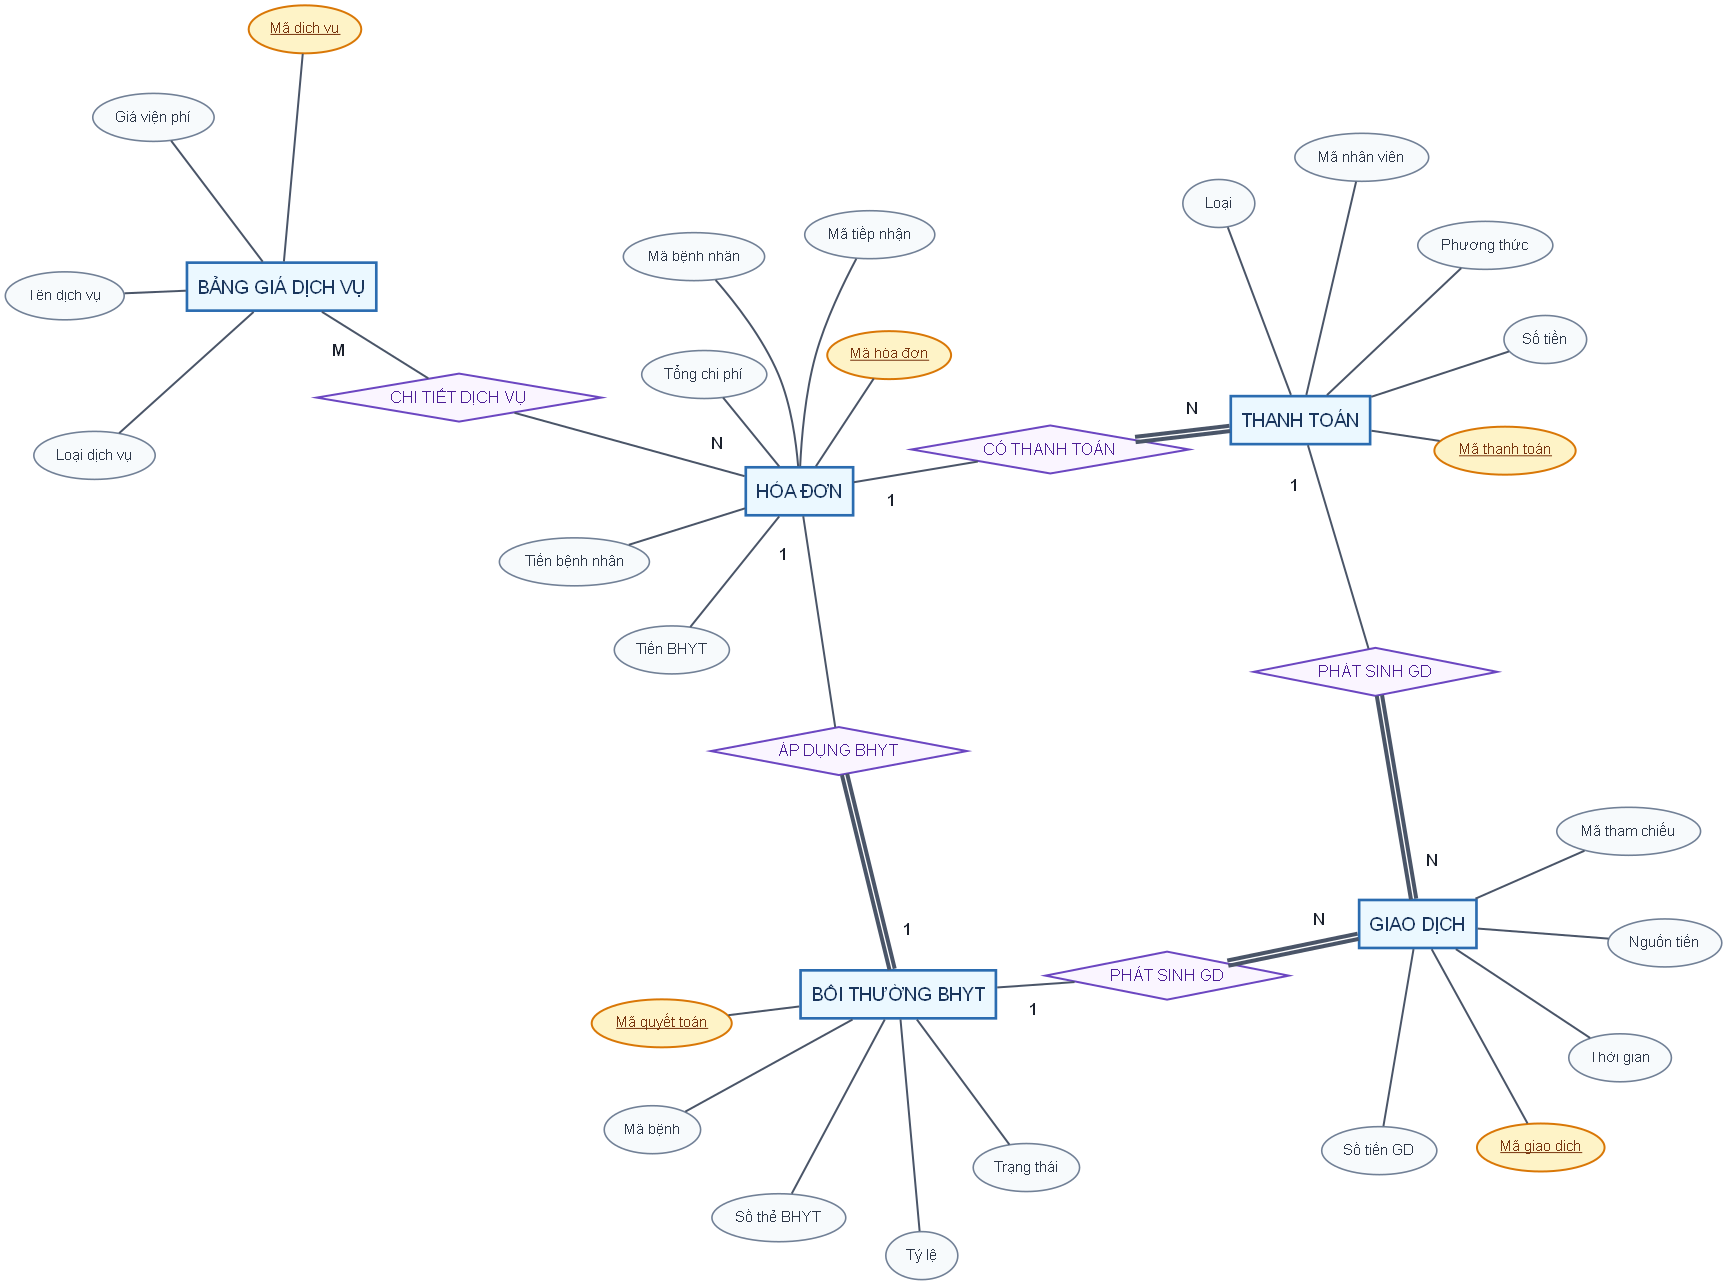 Mã dịch vụ
Giá viện phí
Tên dịch vụ
BẢNG GIÁ DỊCH VỤ
Loại dịch vụ
M
CHI TIẾT DỊCH VỤ
N
Mã bệnh nhân
Mã tiếp nhận
Tổng chi phí
Mã hóa đơn
HÓA ĐƠN
1
1
Tiền bệnh nhân
Tiền BHYT
CÓ THANH TOÁN
N
Loại
Mã nhân viên
Phương thức
Số tiền
THANH TOÁN
Mã thanh toán
1
PHÁT SINH GD
N
ÁP DỤNG BHYT
1
BỒI THƯỜNG BHYT
1
PHÁT SINH GD
N
GIAO DỊCH
Mã tham chiếu
Nguồn tiền
Thời gian
Mã giao dịch
Số tiền GD
Mã quyết toán
Mã bệnh
Số thẻ BHYT
Tỷ lệ
Trạng thái